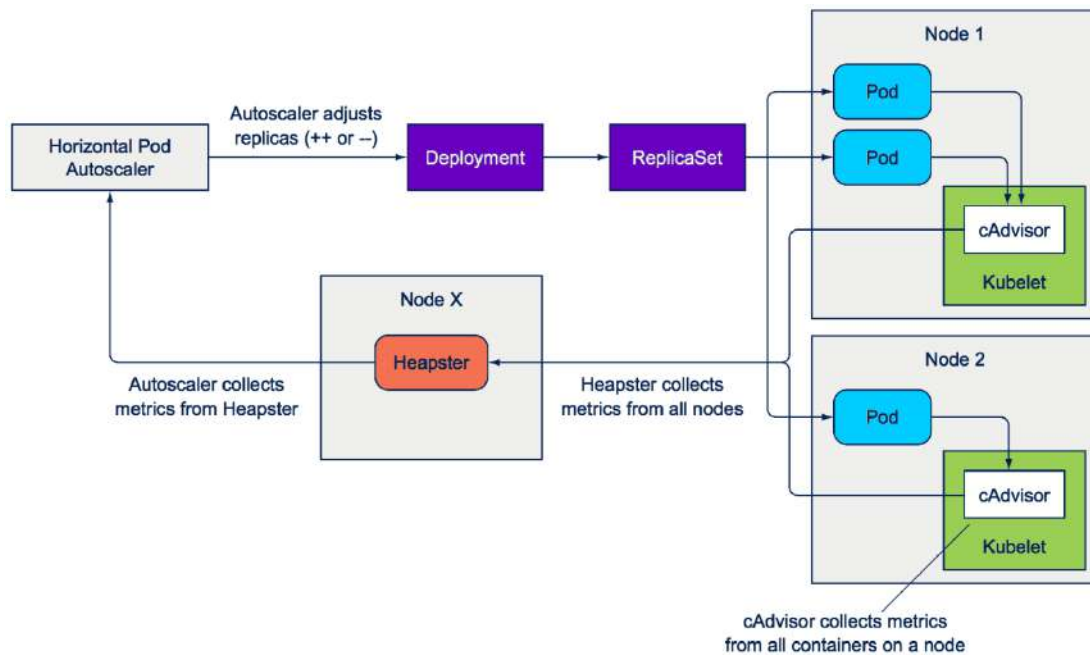 Node 1
Pod
Autoscaler adjusts
replicas (++ or --)
Horizontal Pod
Autoscaler
Deployment
ReplicaSet
Pod
cAdvisor
Kubelet
Node X
Heapster
Autoscaler collects
metrics from Heapster
Heapster collects
metrics from all nodes
Node 2
Pod
cAdvisor
Kubelet
cAdvisor collects metrics
from all containers on a node